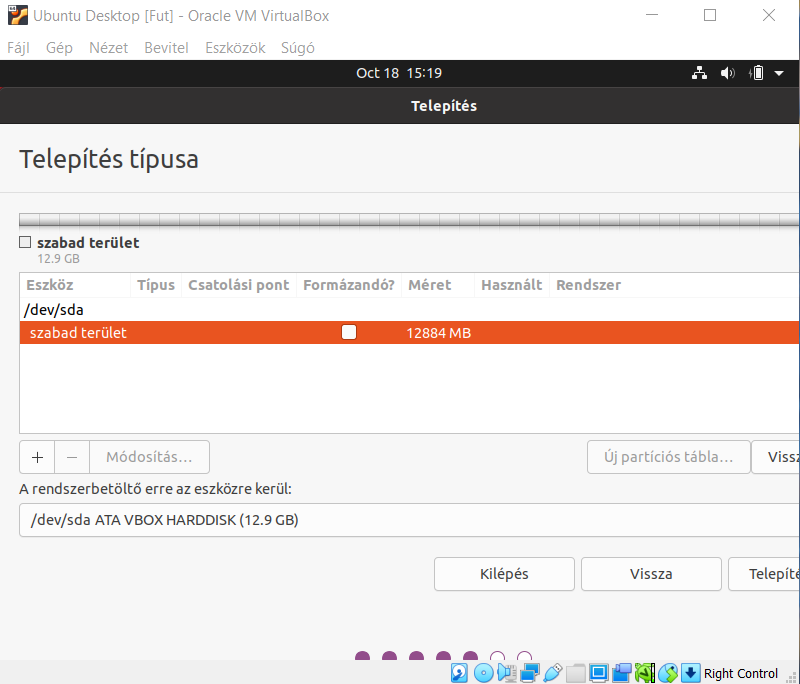 Ubuntu Desktop [Fut] - Oracle VM VirtualBox
Fájl Gép Nézet Bevitel Eszközök Súgó
Oct 18 15:19
Telepítés
Telepítés típusa
szabad terület
12.9 GB
Eszköz Típus Csatolási pont Formázandó? Méret Használt Rendszer
/dev/sda
szabad terület 12884 MB
+ − Módosítás… Új partíciós tábla… Vissz
A rendszerbetöltő erre az eszközre kerül:
/dev/sda ATA VBOX HARDDISK (12.9 GB)
Kilépés Vissza Telepíté
Right Control